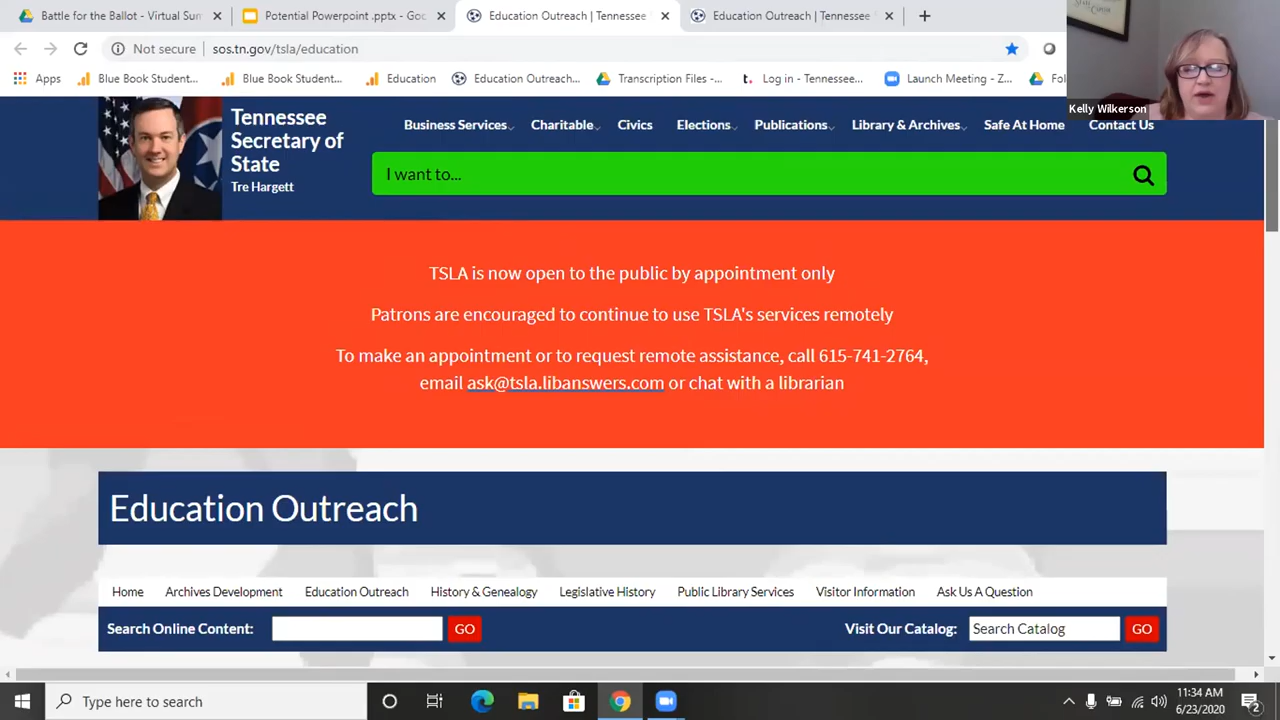 Battle for the Ballot - Virtual Sum
Potential Powerpoint .pptx - Goo
Education Outreach | Tennessee
Education Outreach | Tennessee
Not secure
sos.tn.gov/tsla/education
Apps
Blue Book Student...
Blue Book Student...
Education
Education Outreach...
Transcription Files -...
Log in - Tennessee...
Launch Meeting - Z...
Fol
Kelly Wilkerson
Tennessee
Secretary of
State
Tre Hargett
Business Services
Charitable
Civics
Elections
Publications
Library & Archives
Safe At Home
Contact Us
I want to...
TSLA is now open to the public by appointment only
Patrons are encouraged to continue to use TSLA's services remotely
To make an appointment or to request remote assistance, call 615-741-2764,
email ask@tsla.libanswers.com or chat with a librarian
Education Outreach
Home
Archives Development
Education Outreach
History & Genealogy
Legislative History
Public Library Services
Visitor Information
Ask Us A Question
Search Online Content:
GO
Visit Our Catalog:
Search Catalog
GO
Type here to search
11:34 AM
6/23/2020
2